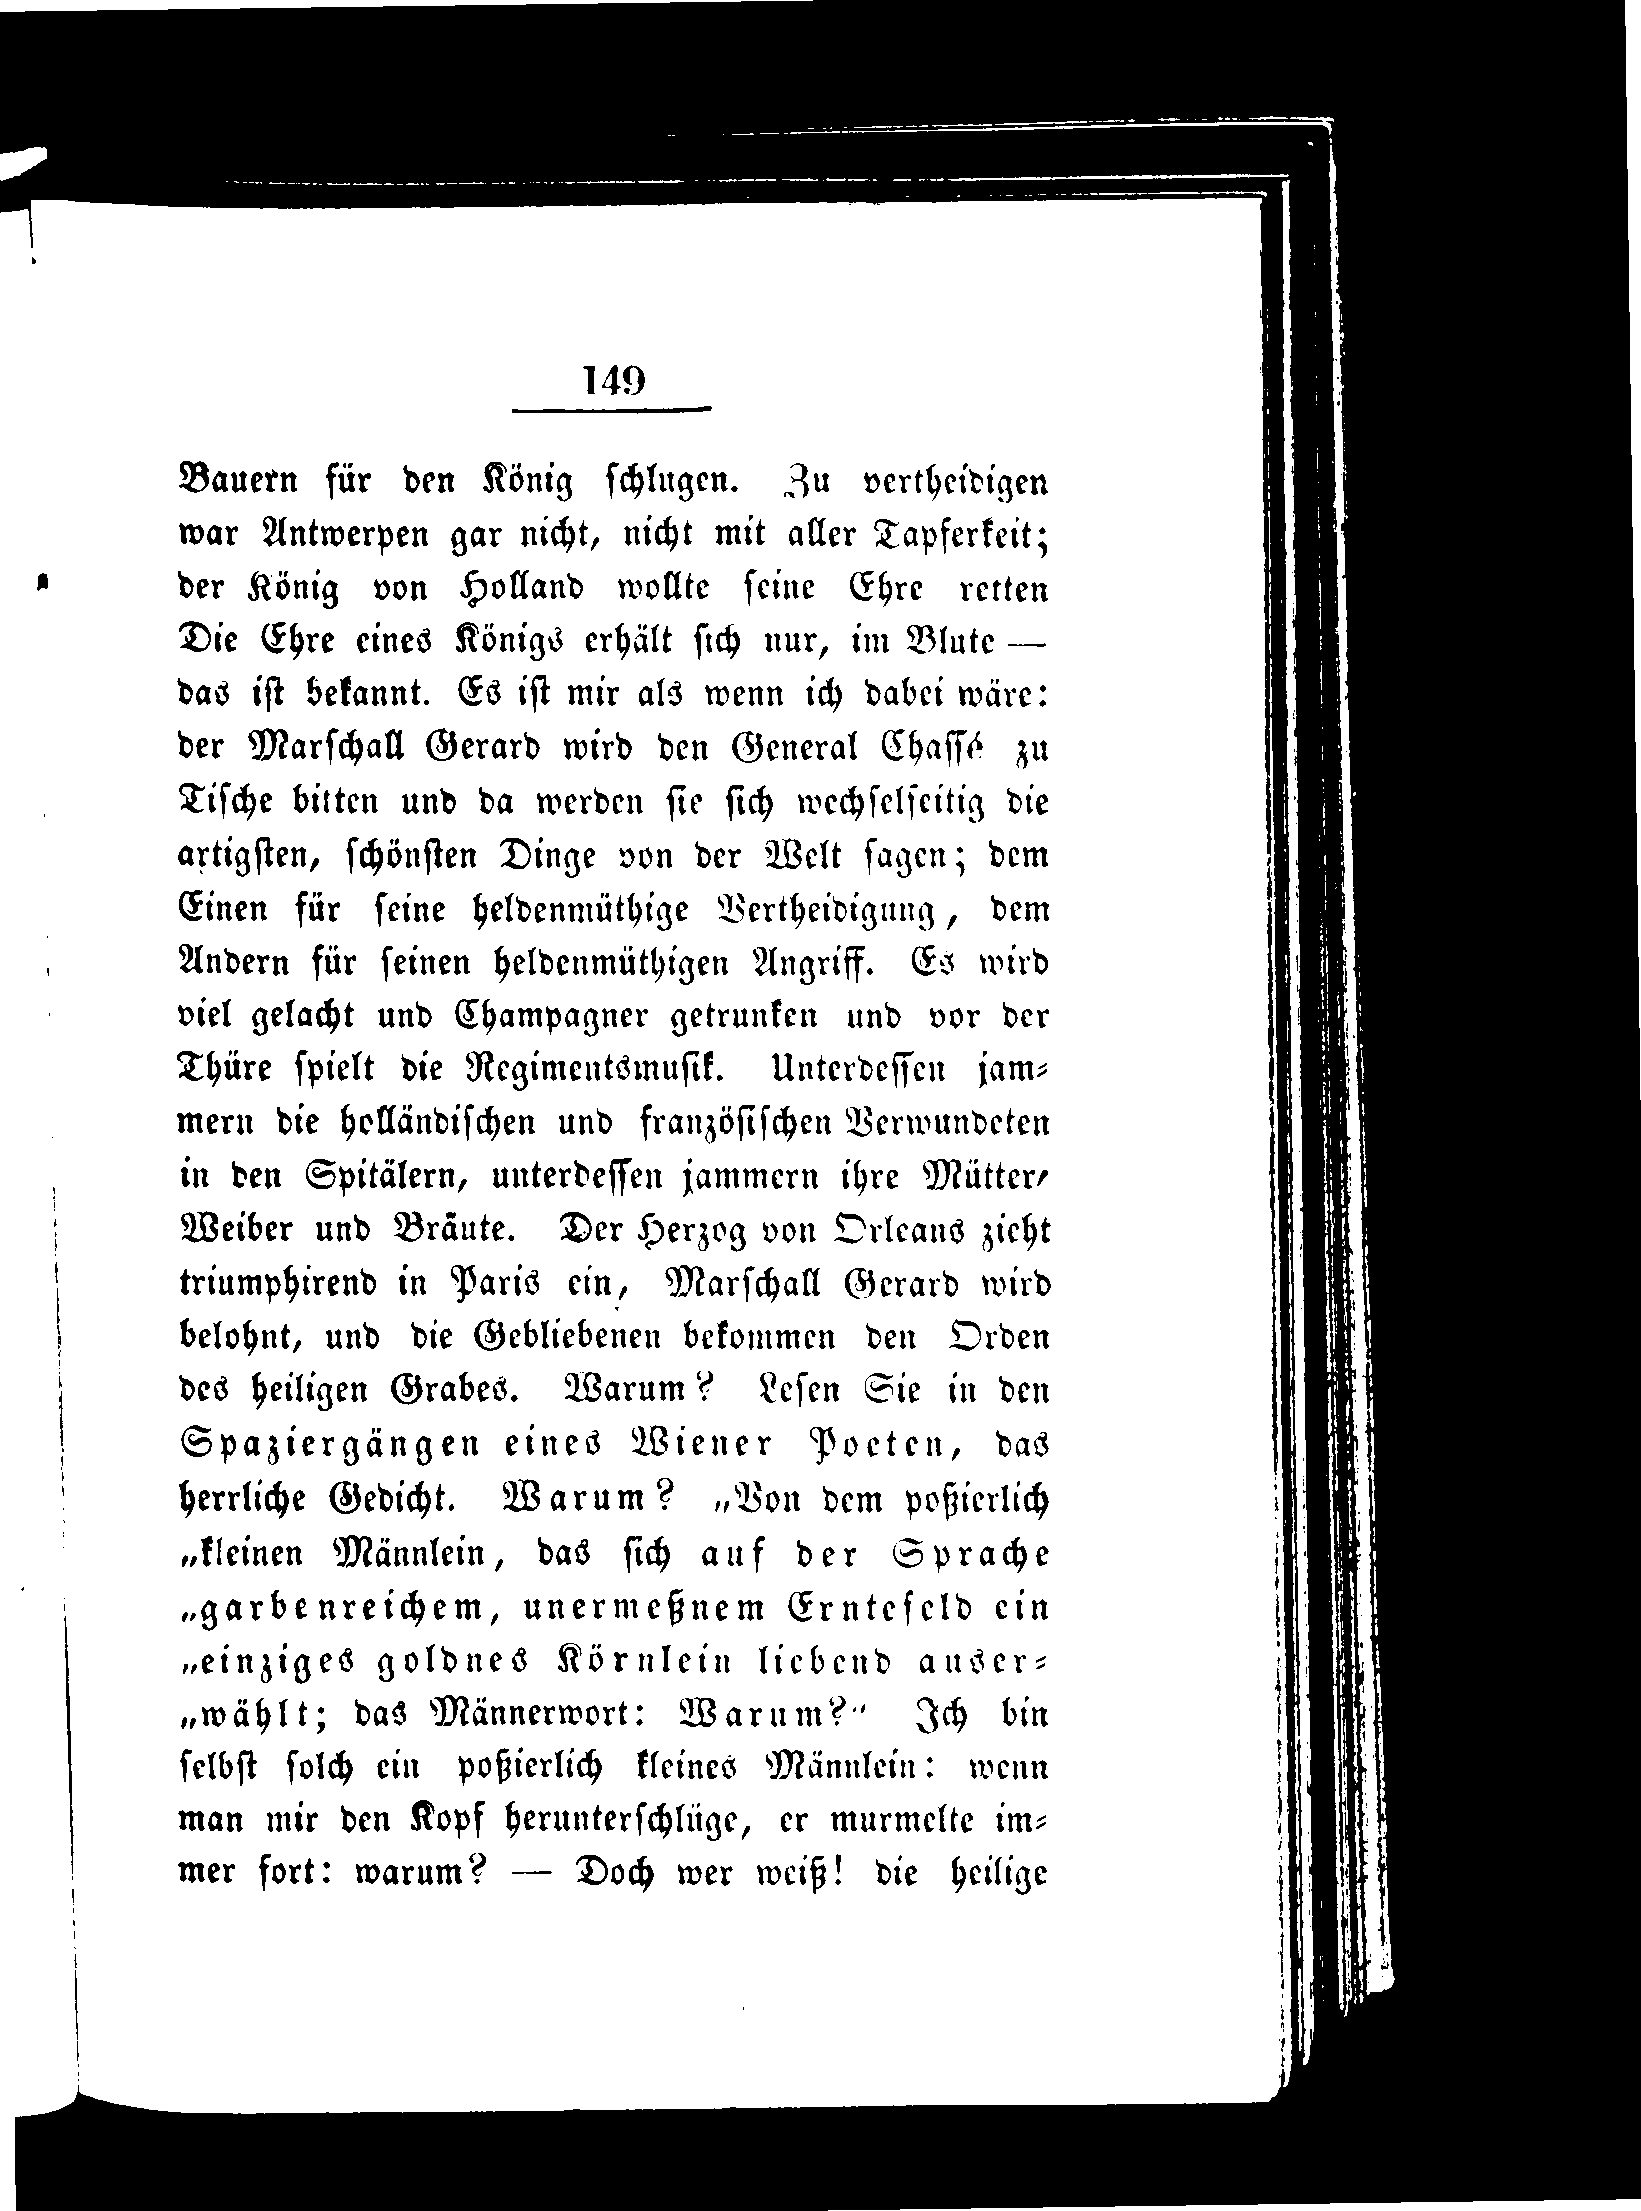 149
Bauern für den König schlugen. Zu vertheidigen
war Antwerpen gar nicht, nicht mit aller Tapferkeit;
der König von Holland wollte seine Ehre retten
Die Ehre eines Königs erhält sich nur, im Blute —
das ist bekannt. Es ist mir als wenn ich dabei wäre:
der Marschall Gerard wird den General Chassé zu
Tische bitten und da werden sie sich wechselseitig die
artigsten, schönsten Dinge von der Welt sagen; dem
Einen für seine heldenmüthige Vertheidigung, dem
Andern für seinen heldenmüthigen Angriff. Es wird
viel gelacht und Champagner getrunken und vor der
Thüre spielt die Regimentsmusik. Unterdessen jam⸗
mern die holländischen und französischen Verwundeten
in den Spitälern, unterdessen jammern ihre Mütter,
Weiber und Bräute. Der Herzog von Orleans zieht
triumphirend in Paris ein, Marschall Gerard wird
belohnt, und die Gebliebenen bekommen den Orden
des heiligen Grabes. Warum? Lesen Sie in den
Spaziergängen eines Wiener Poeten, das
herrliche Gedicht. Warum? „Von dem poßierlich
„kleinen Männlein, das sich auf der Sprache
„garbenreichem, unermeßnem Erntefeld ein
„einziges goldnes Körnlein liebend auser⸗
„wählt; das Männerwort: Warum?“ Ich bin
selbst solch ein poßierlich kleines Männlein: wenn
man mir den Kopf herunterschlüge, er murmelte im⸗
mer fort: warum? — Doch wer weiß! die heilige